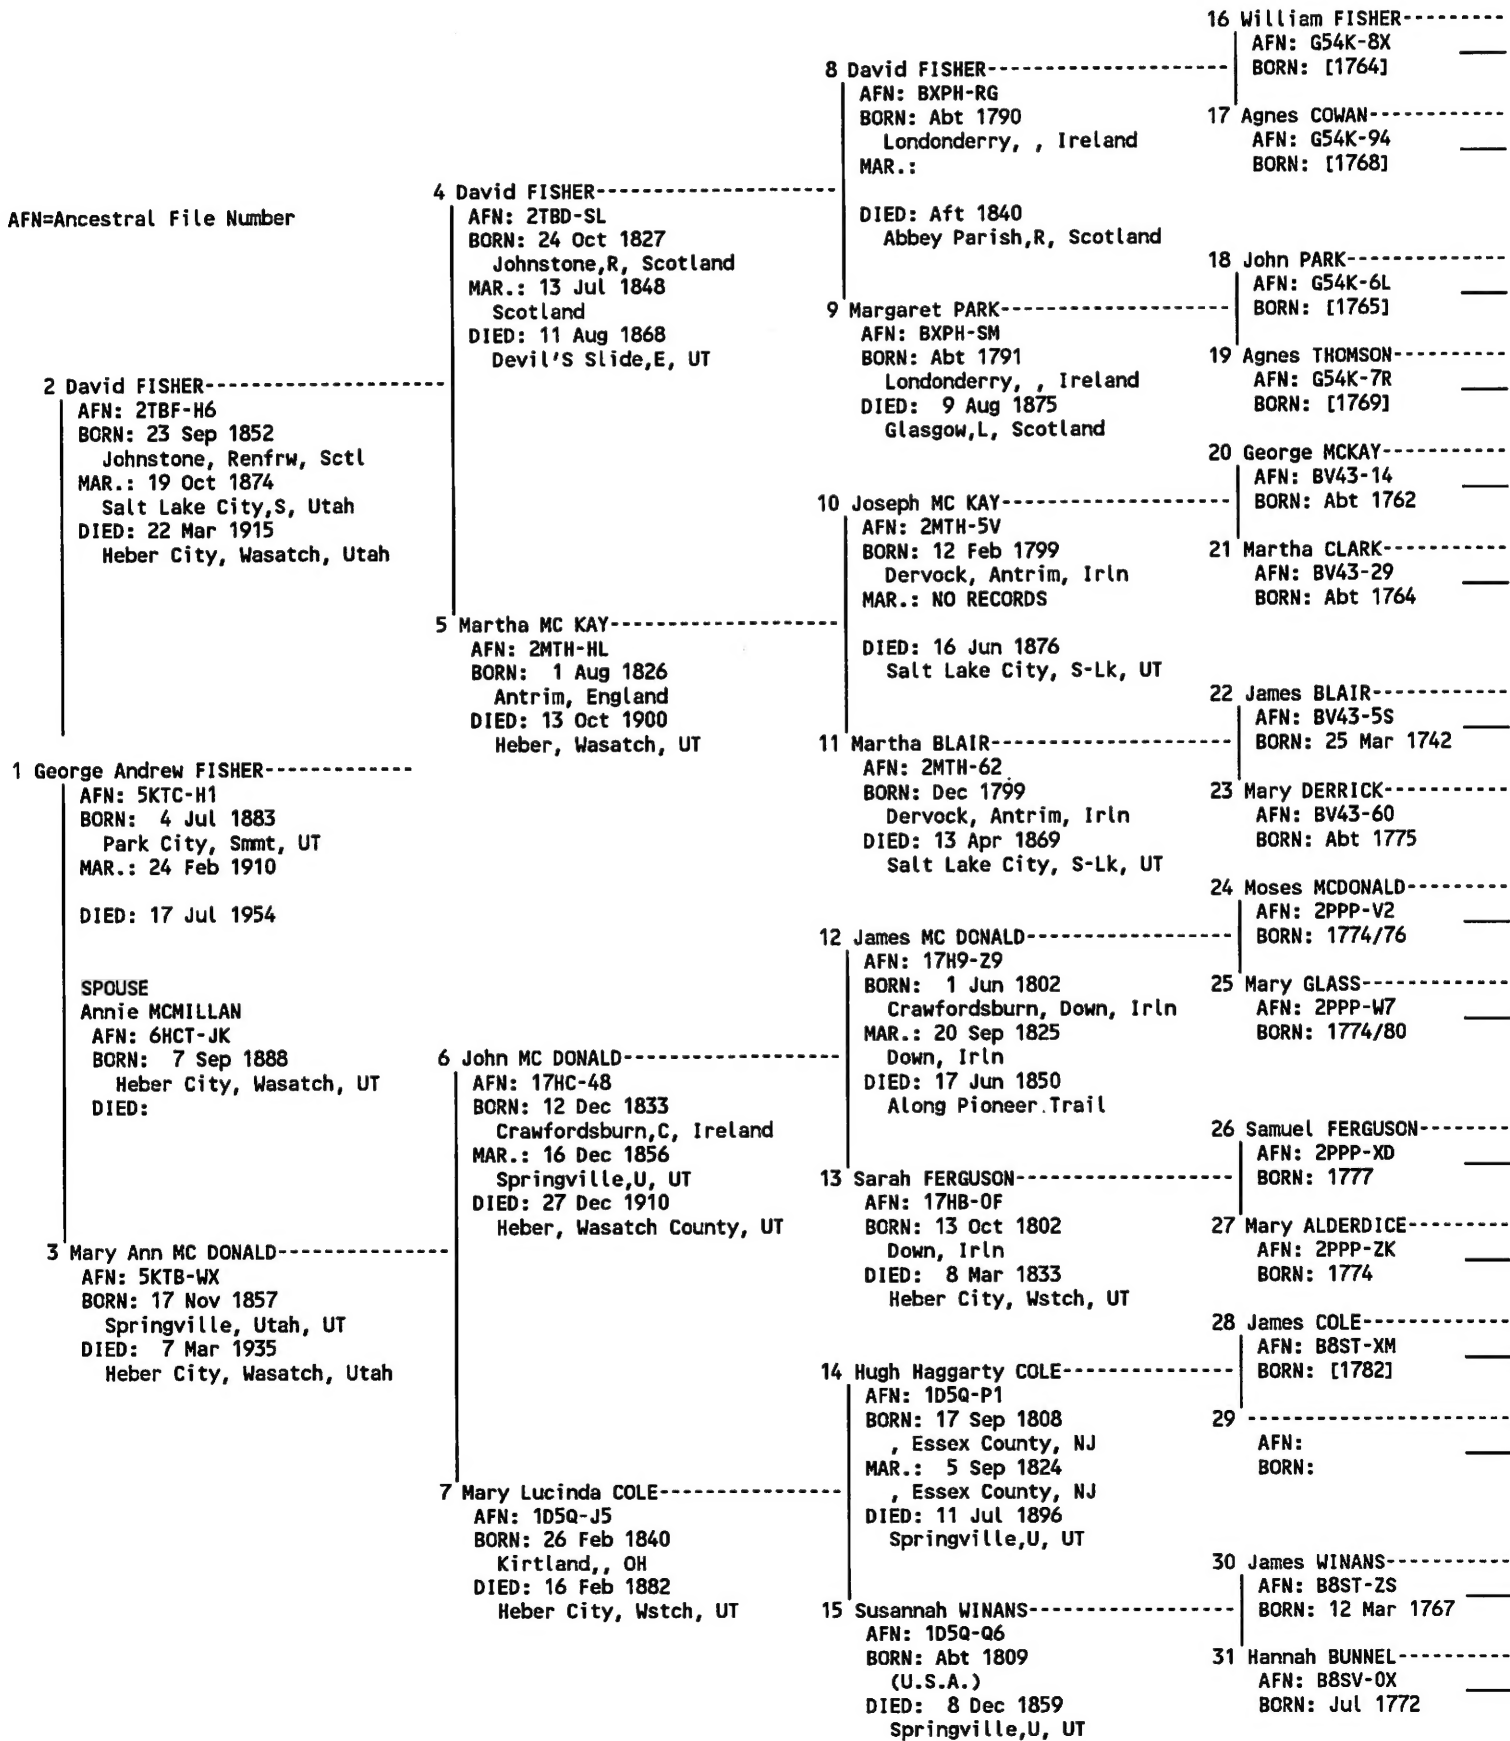 AFN=Ancestral File Number
1 George Andrew FISHER-------------
AFN: 5KTC-H1
BORN: 4 Jul 1883
Park City, Smmt, UT
MAR.: 24 Feb 1910
DIED: 17 Jul 1954
SPOUSE
Annie MCMILLAN
AFN: 6HCT-JK
BORN: 7 Sep 1888
Heber City, Wasatch, UT
DIED:
2 David FISHER---------------------
AFN: 2TBF-H6
BORN: 23 Sep 1852
Johnstone, Renfrw, Sctl
MAR.: 19 Oct 1874
Salt Lake City,S, Utah
DIED: 22 Mar 1915
Heber City, Wasatch, Utah
3 Mary Ann MC DONALD---------------
AFN: 5KTB-WX
BORN: 17 Nov 1857
Springville, Utah, UT
DIED: 7 Mar 1935
Heber City, Wasatch, Utah
4 David FISHER---------------------
AFN: 2TBD-SL
BORN: 24 Oct 1827
Johnstone,R, Scotland
MAR.: 13 Jul 1848
Scotland
DIED: 11 Aug 1868
Devil'S Slide,E, UT
5 Martha MC KAY--------------------
AFN: 2MTH-HL
BORN: 1 Aug 1826
Antrim, England
DIED: 13 Oct 1900
Heber, Wasatch, UT
6 John MC DONALD-------------------
AFN: 17HC-48
BORN: 12 Dec 1833
Crawfordsburn,C, Ireland
MAR.: 16 Dec 1856
Springville,U, UT
DIED: 27 Dec 1910
Heber, Wasatch County, UT
7 Mary Lucinda COLE----------------
AFN: 1D5Q-J5
BORN: 26 Feb 1840
Kirtland,, OH
DIED: 16 Feb 1882
Heber City, Wstch, UT
8 David FISHER---------------------
AFN: BXPH-RG
BORN: Abt 1790
Londonderry, , Ireland
MAR.:
DIED: Aft 1840
Abbey Parish,R, Scotland
9 Margaret PARK--------------------
AFN: BXPH-SM
BORN: Abt 1791
Londonderry, , Ireland
DIED: 9 Aug 1875
Glasgow,L, Scotland
10 Joseph MC KAY--------------------
AFN: 2MTH-5V
BORN: 12 Feb 1799
Dervock, Antrim, Irln
MAR.: NO RECORDS
DIED: 16 Jun 1876
Salt Lake City, S-Lk, UT
11 Martha BLAIR---------------------
AFN: 2MTH-62
BORN: Dec 1799
Dervock, Antrim, Irln
DIED: 13 Apr 1869
Salt Lake City, S-Lk, UT
12 James MC DONALD------------------
AFN: 17H9-Z9
BORN: 1 Jun 1802
Crawfordsburn, Down, Irln
MAR.: 20 Sep 1825
Down, Irln
DIED: 17 Jun 1850
Along Pioneer Trail
13 Sarah FERGUSON-------------------
AFN: 17HB-0F
BORN: 13 Oct 1802
Down, Irln
DIED: 8 Mar 1833
Heber City, Wstch, UT
14 Hugh Haggarty COLE---------------
AFN: 1D5Q-P1
BORN: 17 Sep 1808
, Essex County, NJ
MAR.: 5 Sep 1824
, Essex County, NJ
DIED: 11 Jul 1896
Springville,U, UT
15 Susannah WINANS------------------
AFN: 1D5Q-Q6
BORN: Abt 1809
(U.S.A.)
DIED: 8 Dec 1859
Springville,U, UT
16 William FISHER---------
AFN: G54K-8X
BORN: [1764]
17 Agnes COWAN------------
AFN: G54K-94
BORN: [1768]
18 John PARK--------------
AFN: G54K-6L
BORN: [1765]
19 Agnes THOMSON----------
AFN: G54K-7R
BORN: [1769]
20 George MCKAY-----------
AFN: BV43-14
BORN: Abt 1762
21 Martha CLARK-----------
AFN: BV43-29
BORN: Abt 1764
22 James BLAIR------------
AFN: BV43-5S
BORN: 25 Mar 1742
23 Mary DERRICK-----------
AFN: BV43-60
BORN: Abt 1775
24 Moses MCDONALD---------
AFN: 2PPP-V2
BORN: 1774/76
25 Mary GLASS-------------
AFN: 2PPP-W7
BORN: 1774/80
26 Samuel FERGUSON--------
AFN: 2PPP-XD
BORN: 1777
27 Mary ALDERDICE---------
AFN: 2PPP-ZK
BORN: 1774
28 James COLE-------------
AFN: B8ST-XM
BORN: [1782]
29 -----------------------
AFN:
BORN:
30 James WINANS-----------
AFN: B8ST-ZS
BORN: 12 Mar 1767
31 Hannah BUNNEL----------
AFN: B8SV-0X
BORN: Jul 1772